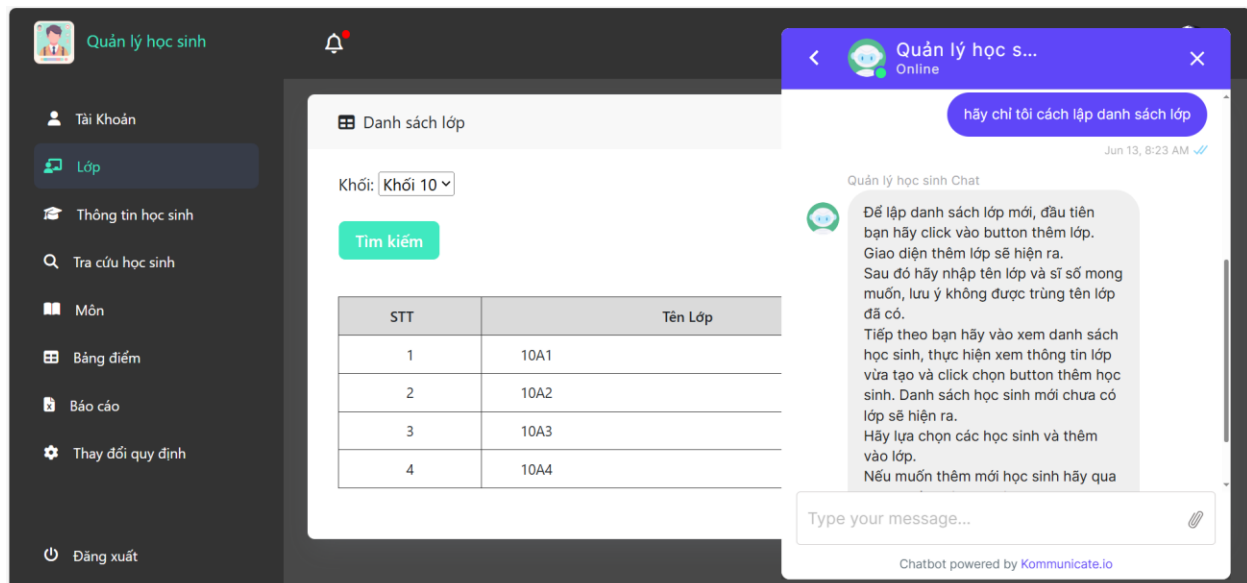 Quản lý học sinh
Tài Khoản
Lớp
Thông tin học sinh
Tra cứu học sinh
Môn
Bảng điểm
Báo cáo
Thay đổi quy định
Đăng xuất
Danh sách lớp
Khối: Khối 10
Tìm kiếm
STT Tên Lớp
1 10A1
2 10A2
3 10A3
4 10A4
Quản lý học s...
Online
hãy chỉ tôi cách lập danh sách lớp
Jun 13, 8:23 AM
Quản lý học sinh Chat
Để lập danh sách lớp mới, đầu tiên
bạn hãy click vào button thêm lớp.
Giao diện thêm lớp sẽ hiện ra.
Sau đó hãy nhập tên lớp và sĩ số mong
muốn, lưu ý không được trùng tên lớp
đã có.
Tiếp theo bạn hãy vào xem danh sách
học sinh, thực hiện xem thông tin lớp
vừa tạo và click chọn button thêm học
sinh. Danh sách học sinh mới chưa có
lớp sẽ hiện ra.
Hãy lựa chọn các học sinh và thêm
vào lớp.
Nếu muốn thêm mới học sinh hãy qua
Type your message...
Chatbot powered by Kommunicate.io